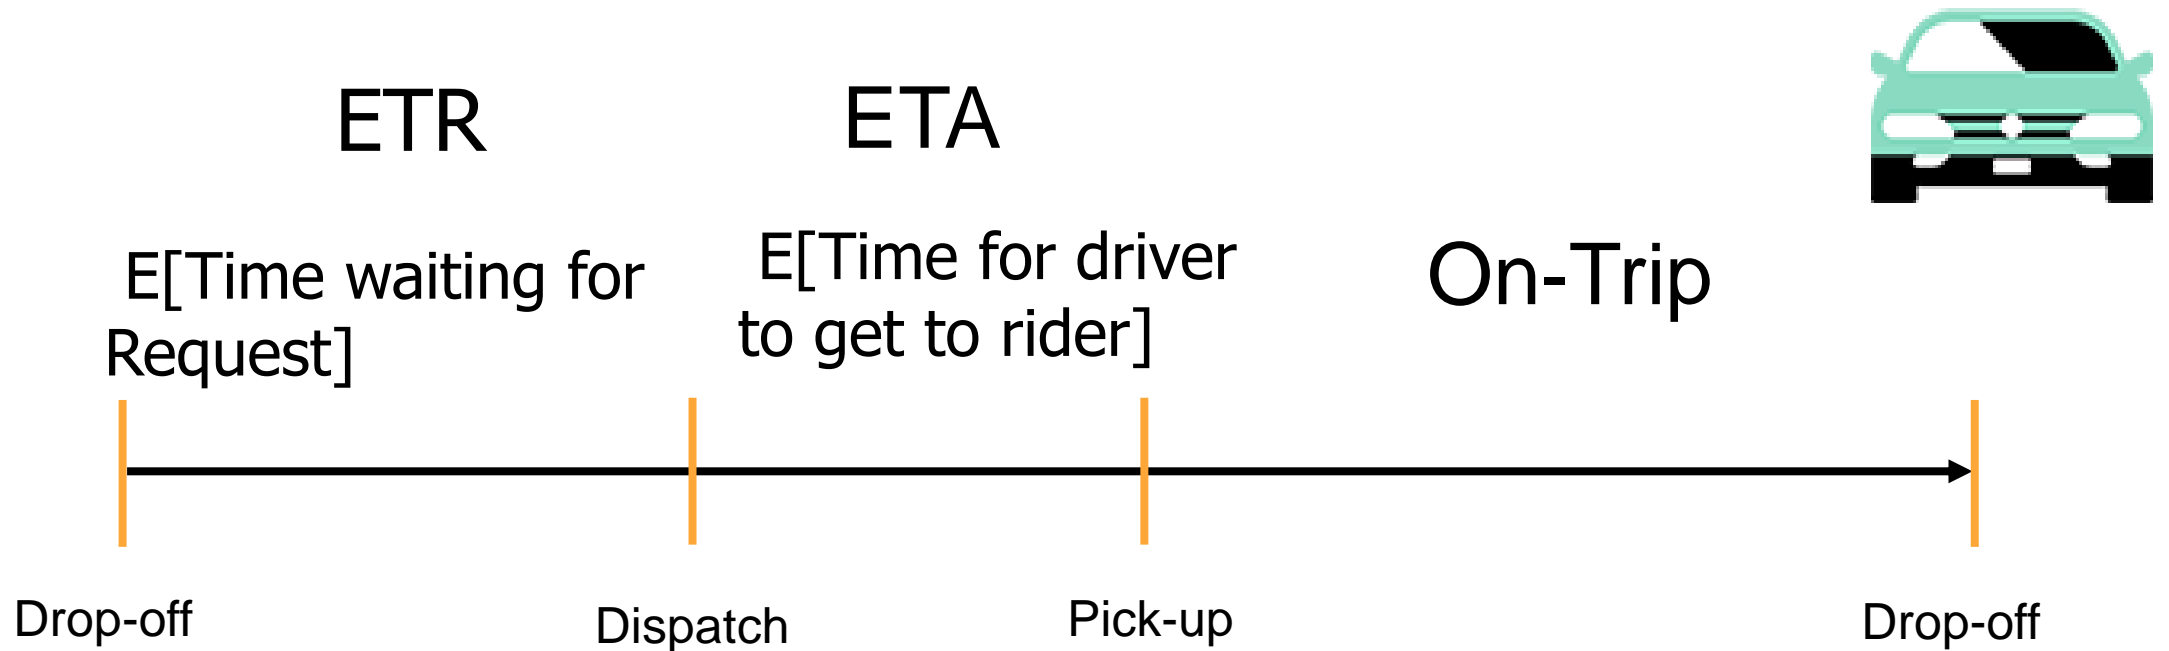 ETR
ETA
E[Time waiting for
Request]
E[Time for driver
to get to rider]
On-Trip
Drop-off
Dispatch
Pick-up
Drop-off